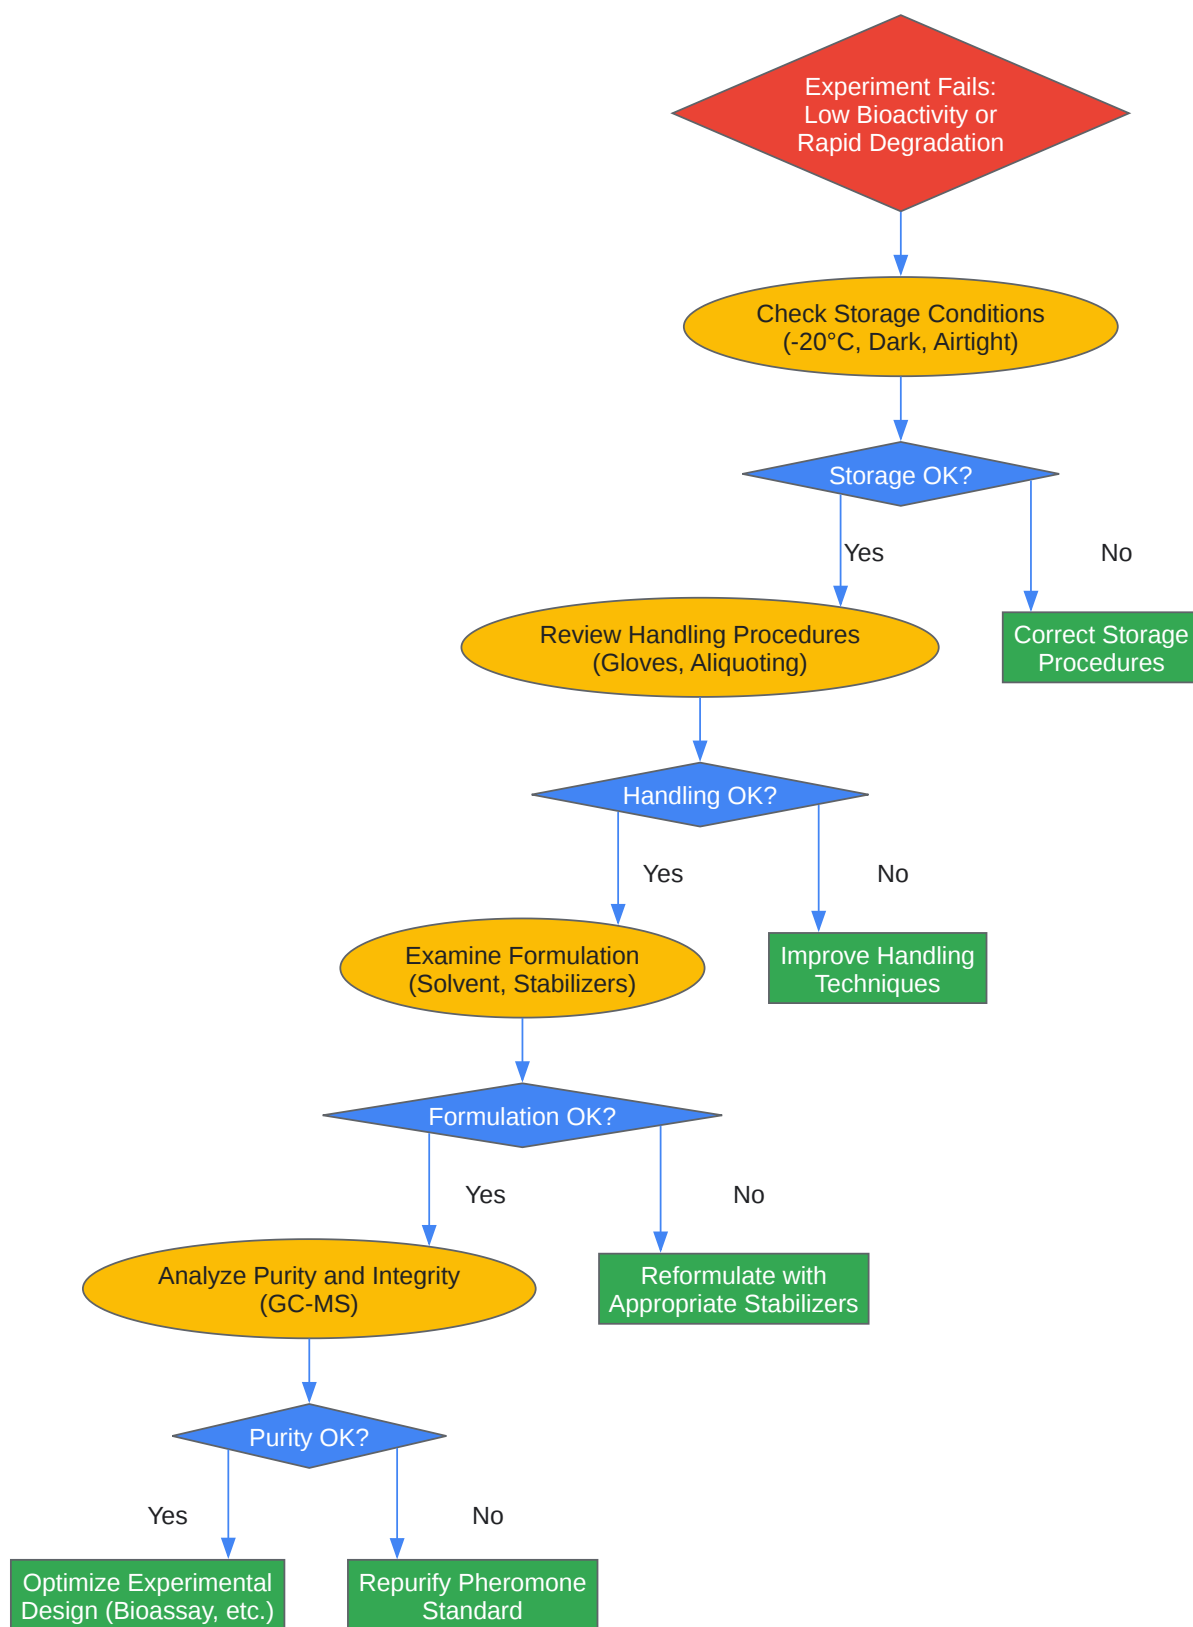 Experiment Fails:
Low Bioactivity or
Rapid Degradation
Check Storage Conditions
(-20°C, Dark, Airtight)
Storage OK?
Yes
No
Review Handling Procedures
(Gloves, Aliquoting)
Correct Storage
Procedures
Handling OK?
Yes
No
Examine Formulation
(Solvent, Stabilizers)
Improve Handling
Techniques
Formulation OK?
Yes
No
Analyze Purity and Integrity
(GC-MS)
Reformulate with
Appropriate Stabilizers
Purity OK?
Yes
No
Optimize Experimental
Design (Bioassay, etc.)
Repurify Pheromone
Standard